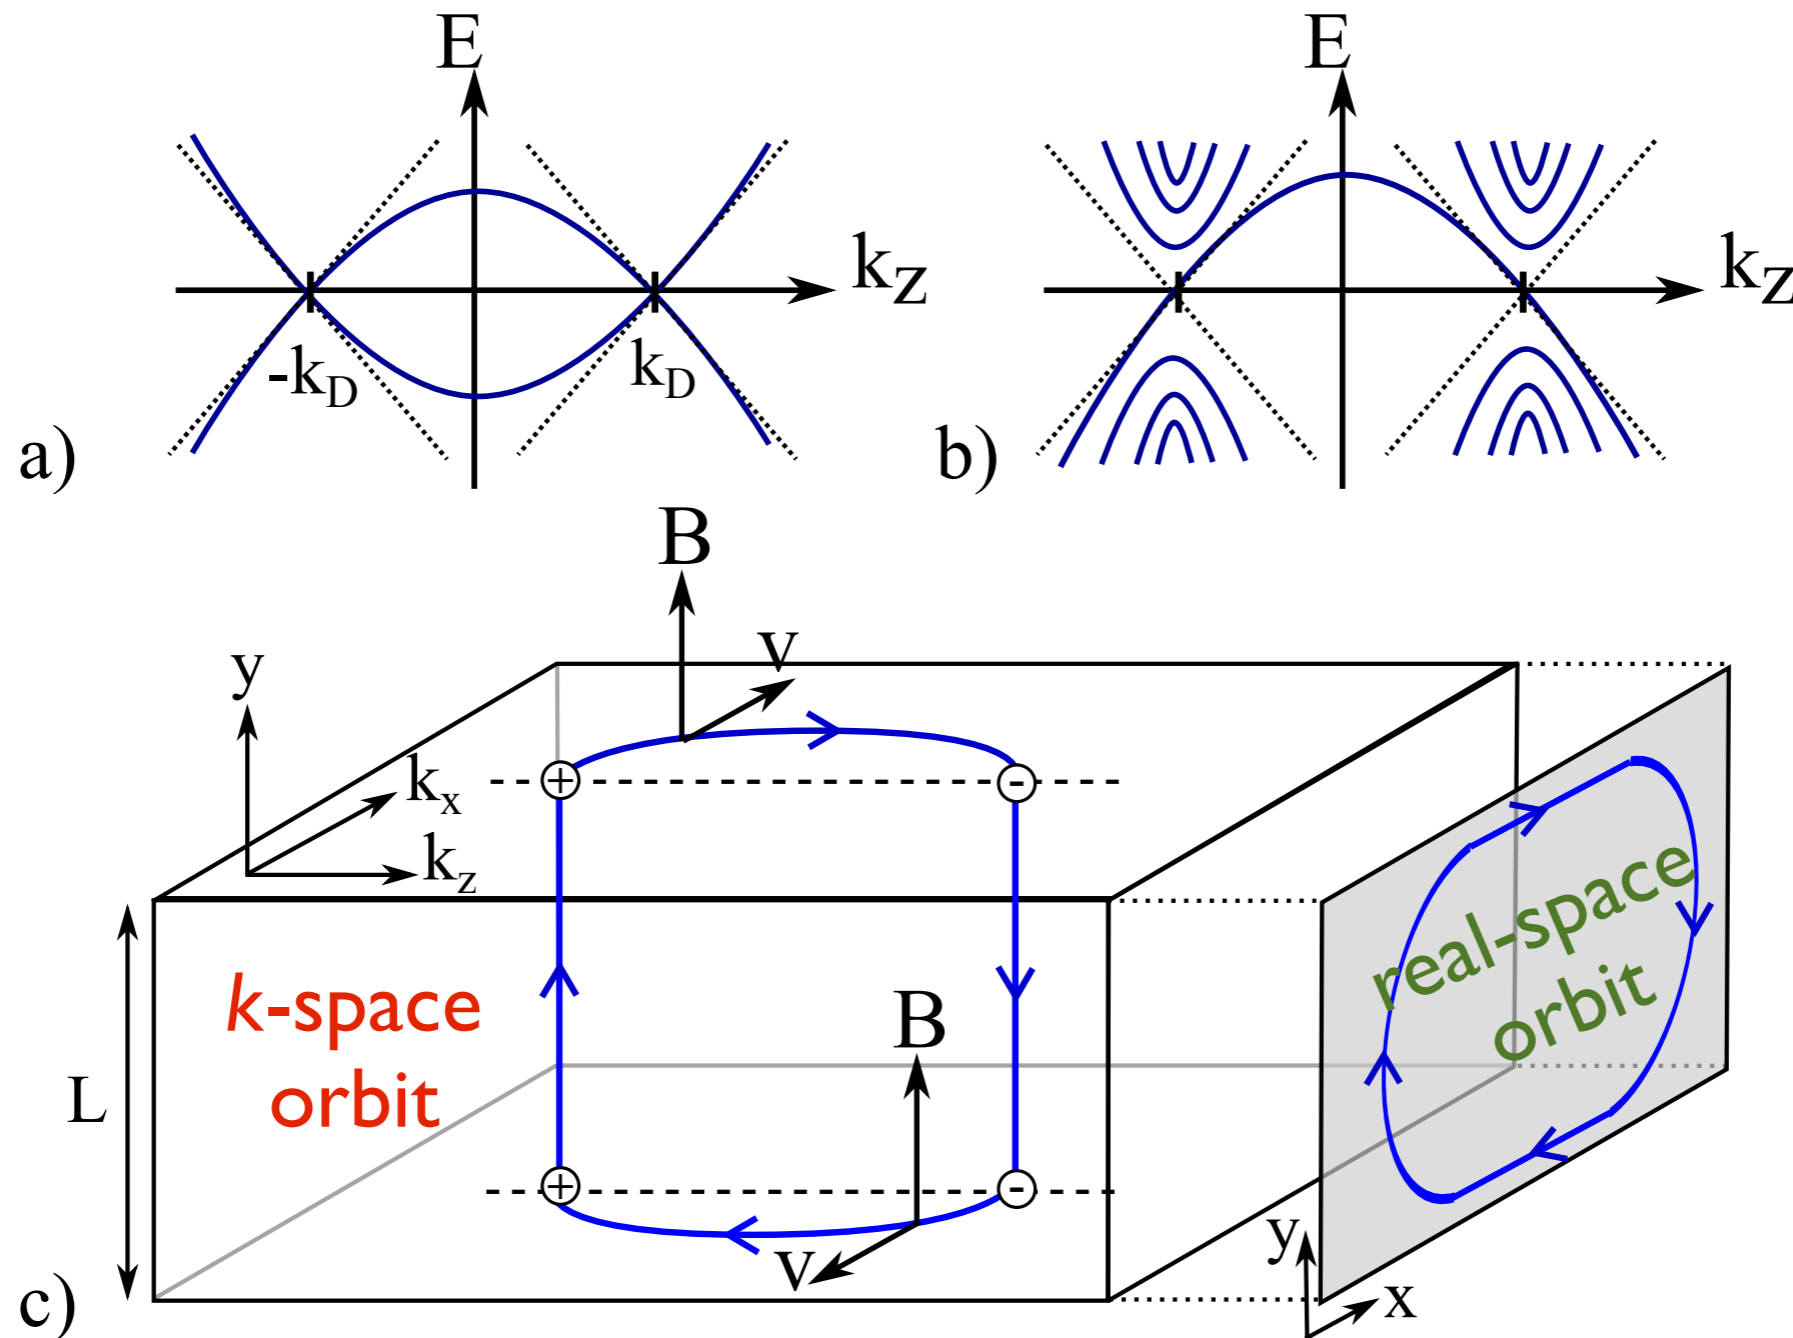 E
k_Z
-k_D
k_D
a)
E
k_Z
b)
B
v
y
k_x
k_z
+
-
k-space
orbit
L
B
real-space
orbit
+
-
v
y
x
c)